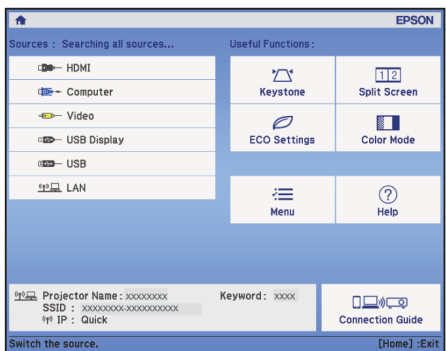 EPSON
Sources : Searching all sources...
Useful Functions:
HDMI
Computer
Video
USB Display
USB
LAN
Keystone
1 2
Split Screen
ECO Settings
Color Mode
Menu
?
Help
Projector Name : xxxxxxxx
Keyword : xxxx
SSID : xxxxxxxx-xxxxxxxxxx
IP : Quick
Connection Guide
Switch the source.
[Home] :Exit